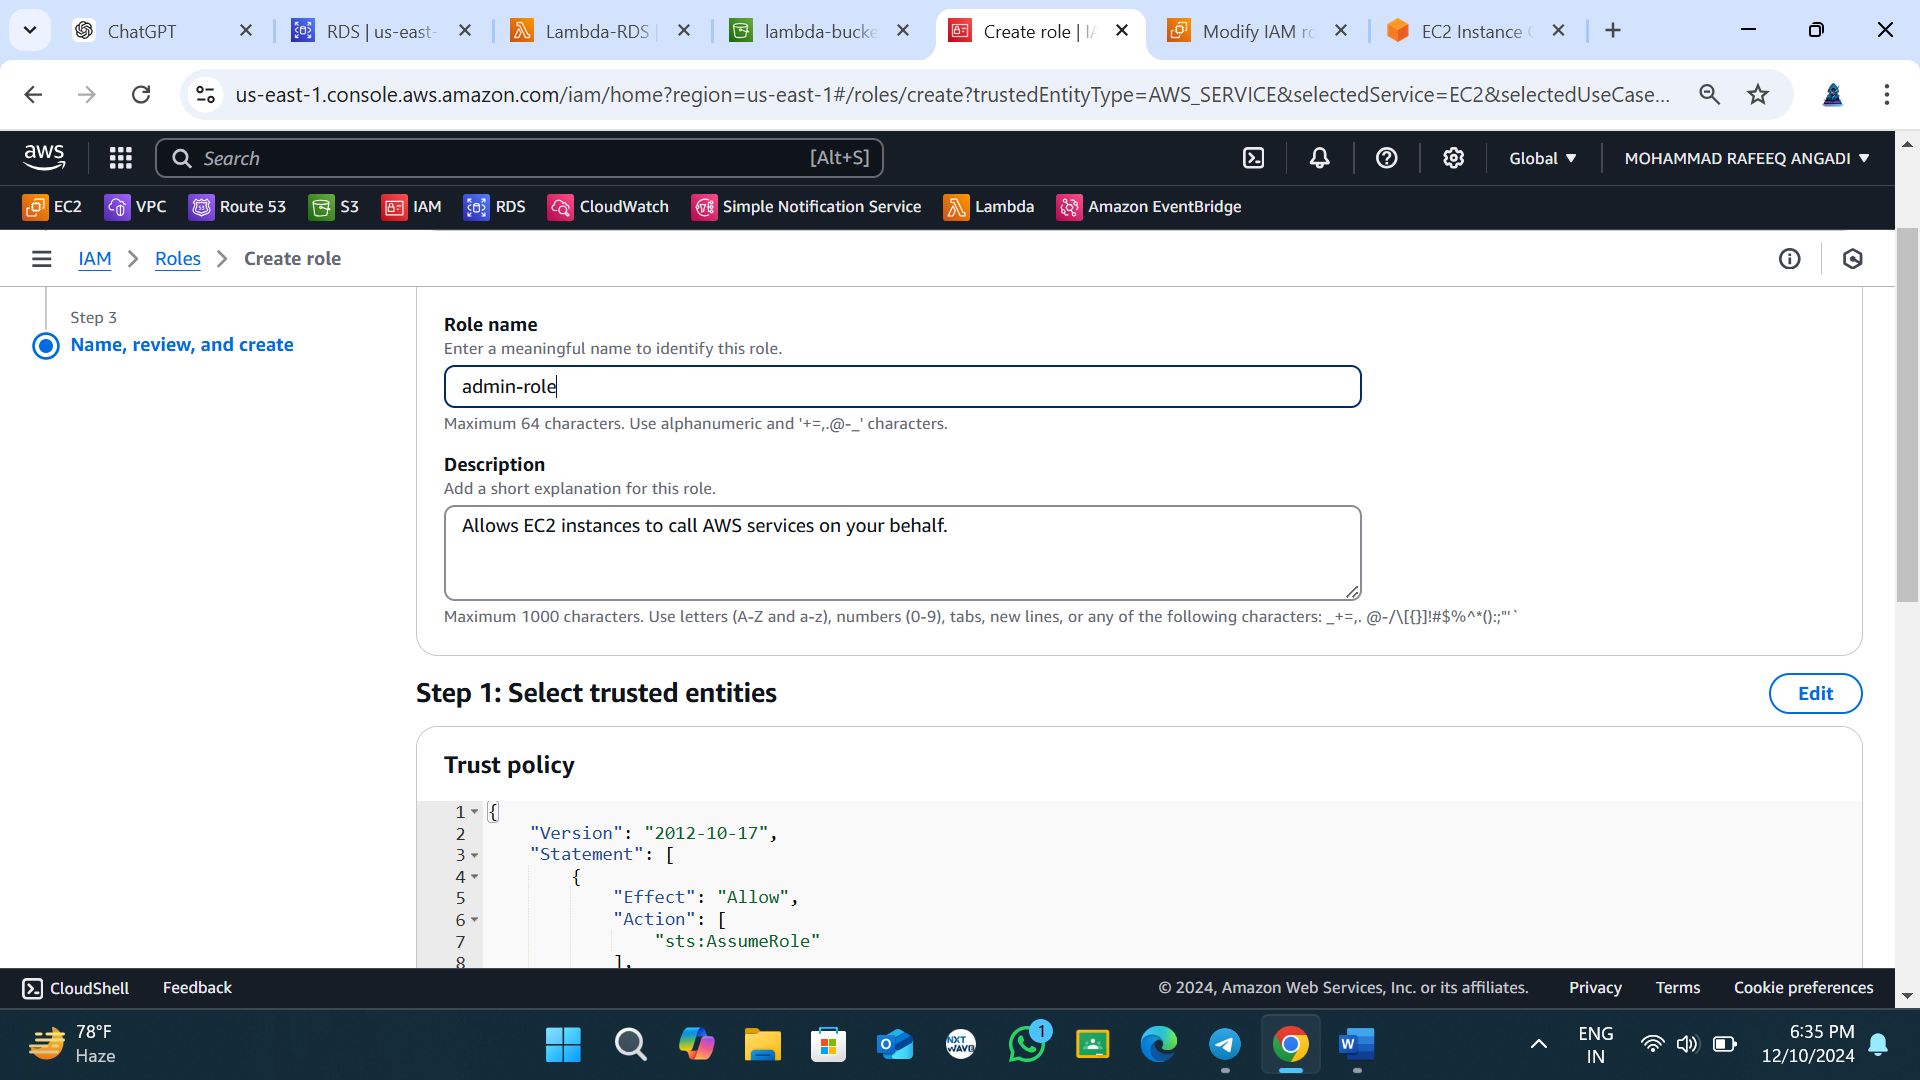 ChatGPT
RDS | us-east-
Lambda-RDS |
lambda-bucke
Create role | IA
Modify IAM ro
EC2 Instance C
us-east-1.console.aws.amazon.com/iam/home?region=us-east-1#/roles/create?trustedEntityType=AWS_SERVICE&selectedService=EC2&selectedUseCase...
aws
Search
[Alt+S]
Global
MOHAMMAD RAFEEQ ANGADI
EC2
VPC
Route 53
S3
IAM
RDS
CloudWatch
Simple Notification Service
Lambda
Amazon EventBridge
IAM
Roles
Create role
Step 3
Name, review, and create
Role name
Enter a meaningful name to identify this role.
admin-role
Maximum 64 characters. Use alphanumeric and '+=,.@-_' characters.
Description
Add a short explanation for this role.
Allows EC2 instances to call AWS services on your behalf.
Maximum 1000 characters. Use letters (A-Z and a-z), numbers (0-9), tabs, new lines, or any of the following characters: _+=,. @-/\[{}]!#$%^*();:"'`
Step 1: Select trusted entities
Edit
Trust policy
1 {
2 "Version": "2012-10-17",
3 "Statement": [
4 {
5 "Effect": "Allow",
6 "Action": [
7 "sts:AssumeRole"
8 ],
CloudShell
Feedback
© 2024, Amazon Web Services, Inc. or its affiliates.
Privacy
Terms
Cookie preferences
78°F
Haze
NXT
WAVE
1
W
ENG
IN
6:35 PM
12/10/2024